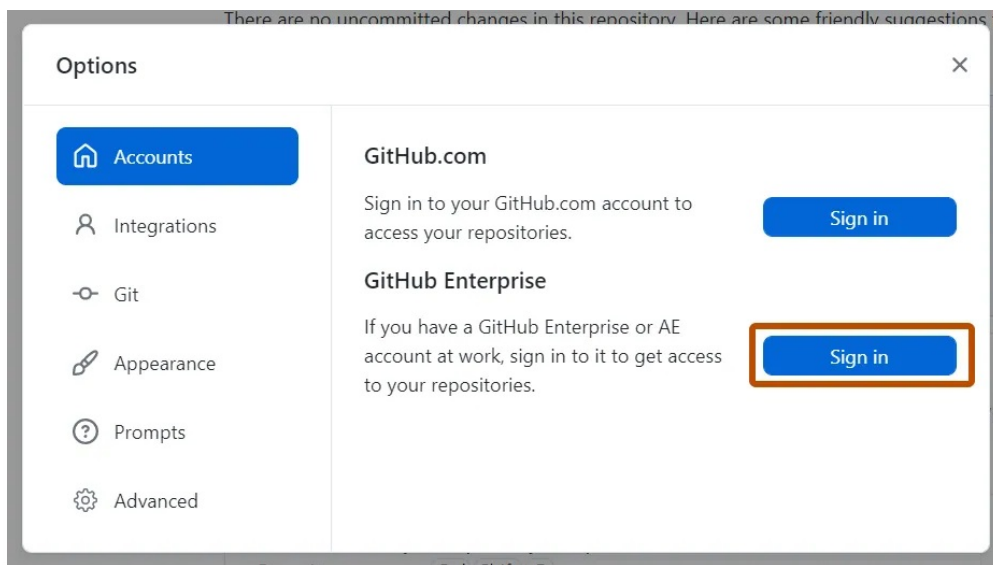 There are no uncommitted changes in this repository. Here are some friendly suggestions
Options
Accounts
Integrations
Git
Appearance
Prompts
Advanced
GitHub.com
Sign in to your GitHub.com account to
access your repositories.
Sign in
GitHub Enterprise
If you have a GitHub Enterprise or AE
account at work, sign in to it to get access
to your repositories.
Sign in